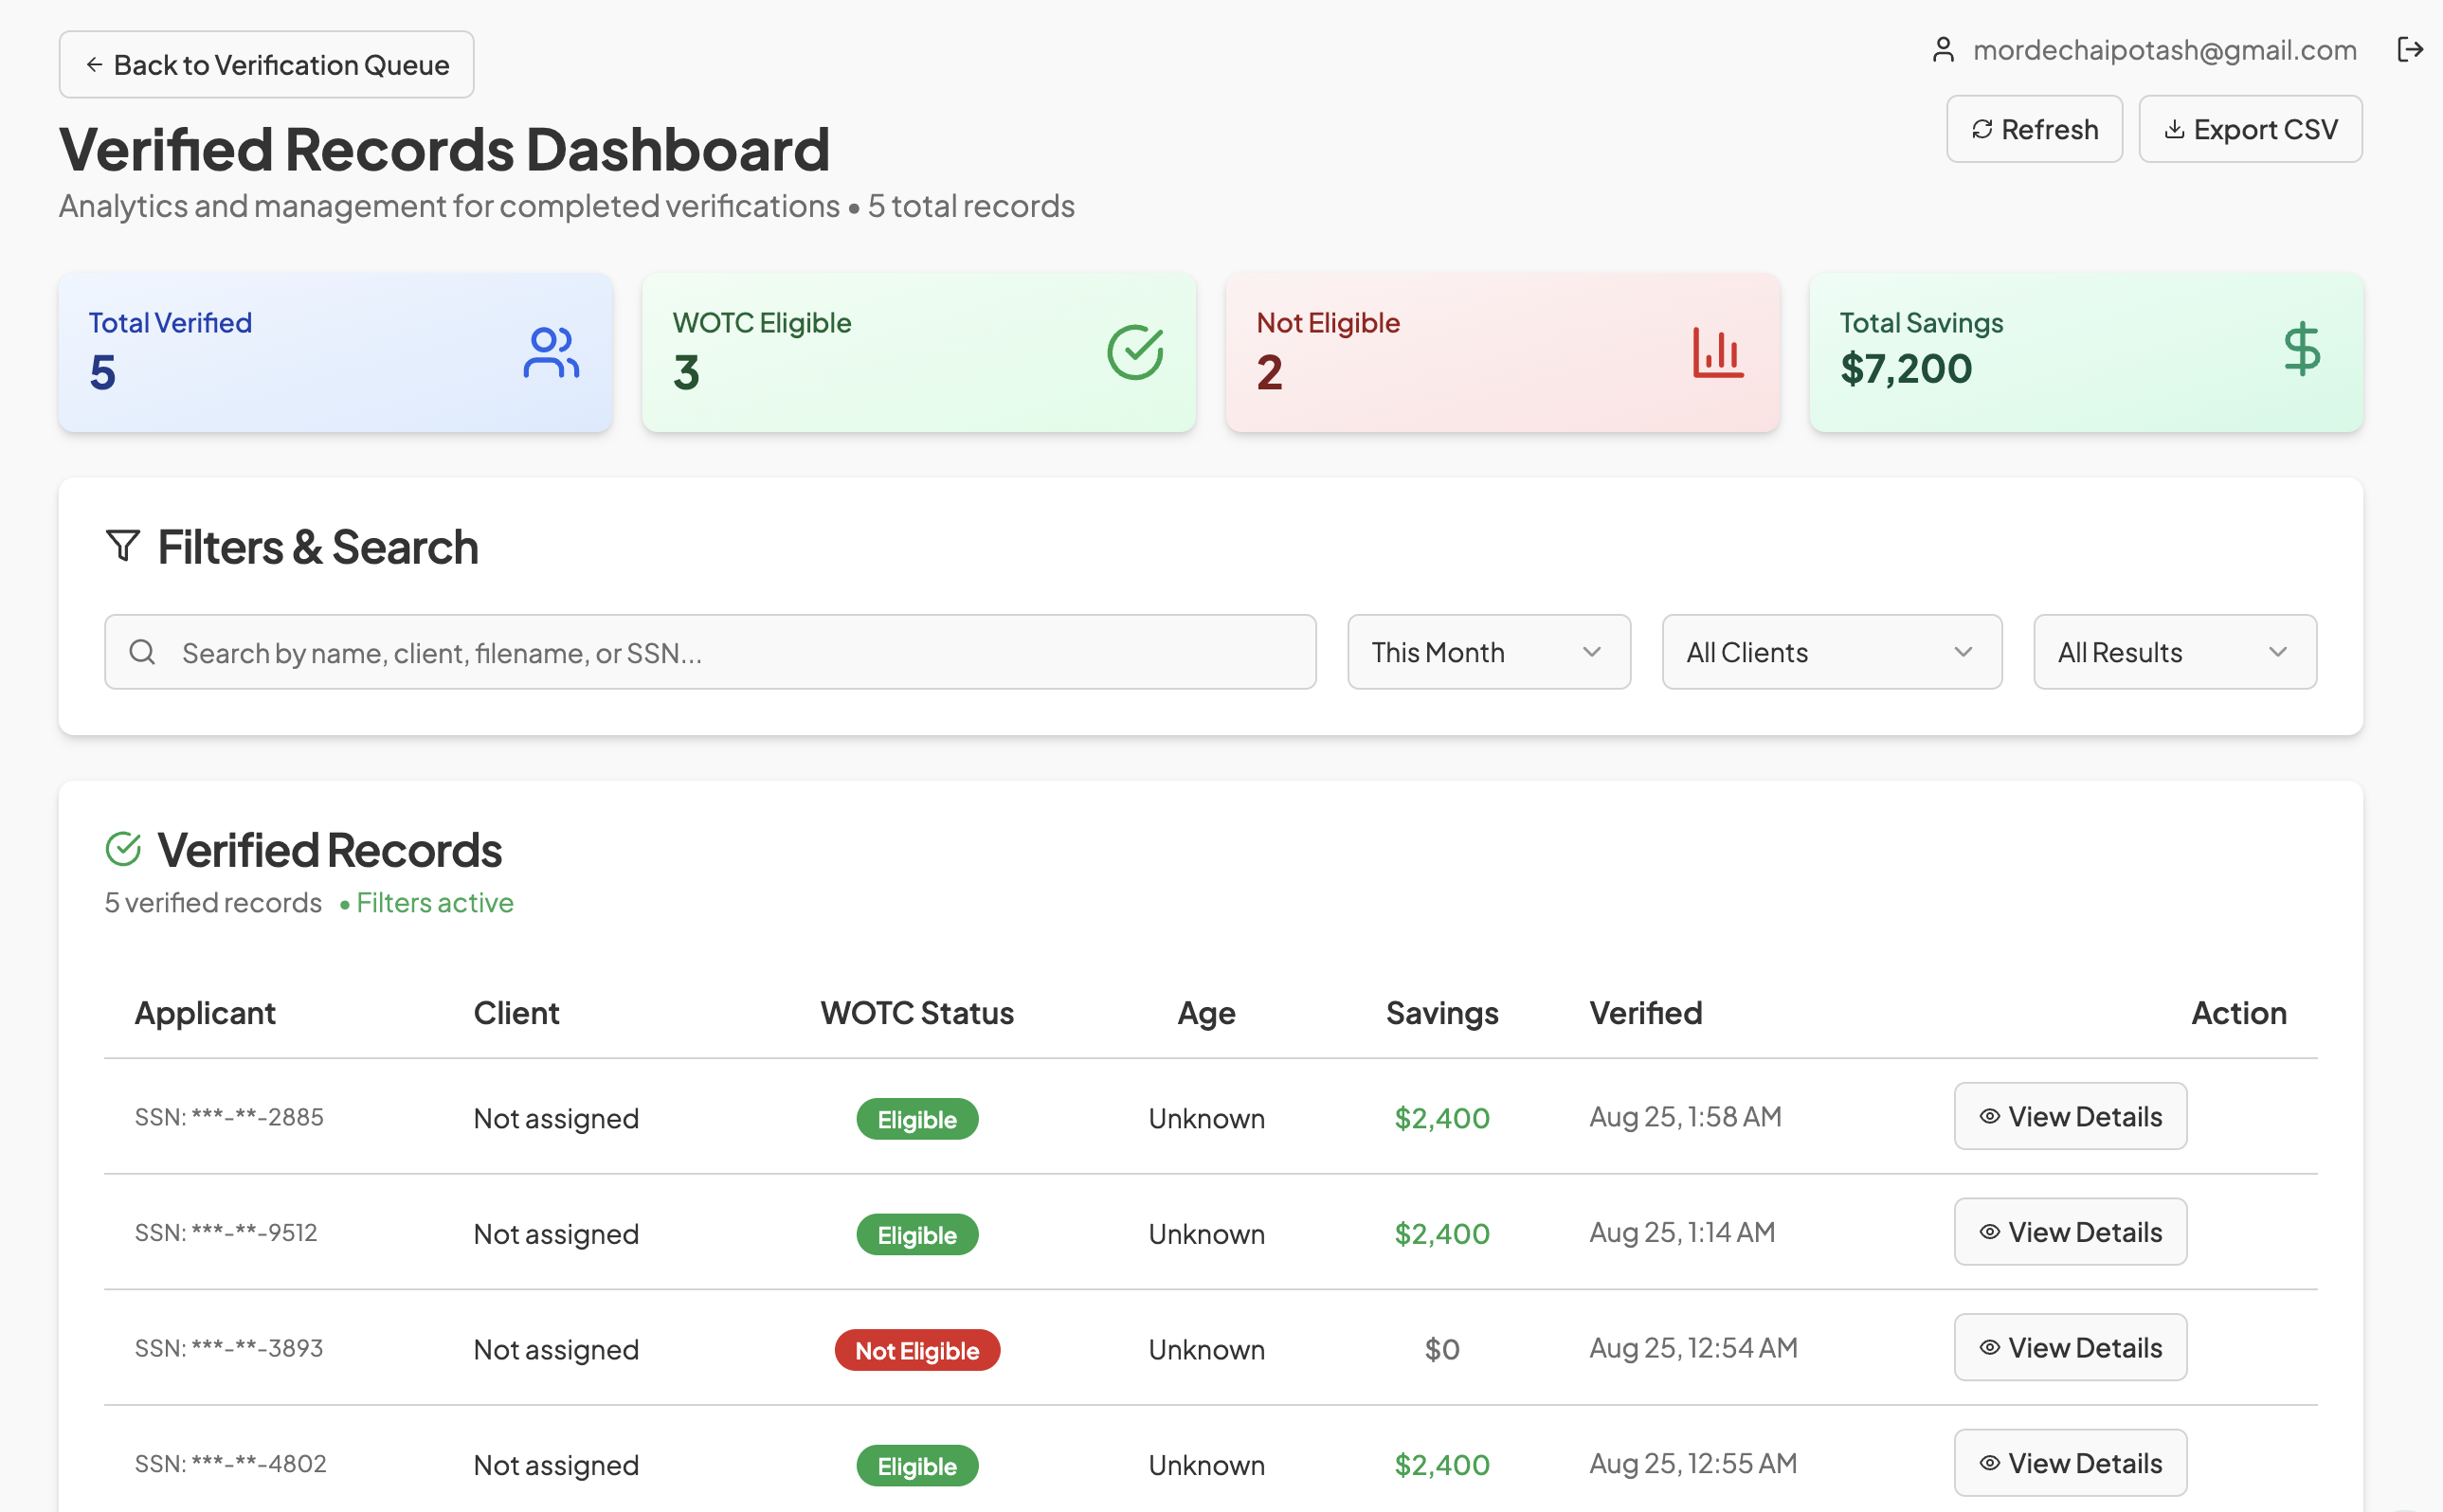 Back to Verification Queue
mordechaipotash@gmail.com
Refresh
Export CSV
Verified Records Dashboard
Analytics and management for completed verifications • 5 total records
Total Verified
5
WOTC Eligible
3
Not Eligible
2
Total Savings
$7,200
Filters & Search
Search by name, client, filename, or SSN...
This Month
All Clients
All Results
Verified Records
5 verified records • Filters active
Applicant Client WOTC Status Age Savings Verified Action
SSN: ***-**-2885 Not assigned Eligible Unknown $2,400 Aug 25, 1:58 AM View Details
SSN: ***-**-9512 Not assigned Eligible Unknown $2,400 Aug 25, 1:14 AM View Details
SSN: ***-**-3893 Not assigned Not Eligible Unknown $0 Aug 25, 12:54 AM View Details
SSN: ***-**-4802 Not assigned Eligible Unknown $2,400 Aug 25, 12:55 AM View Details